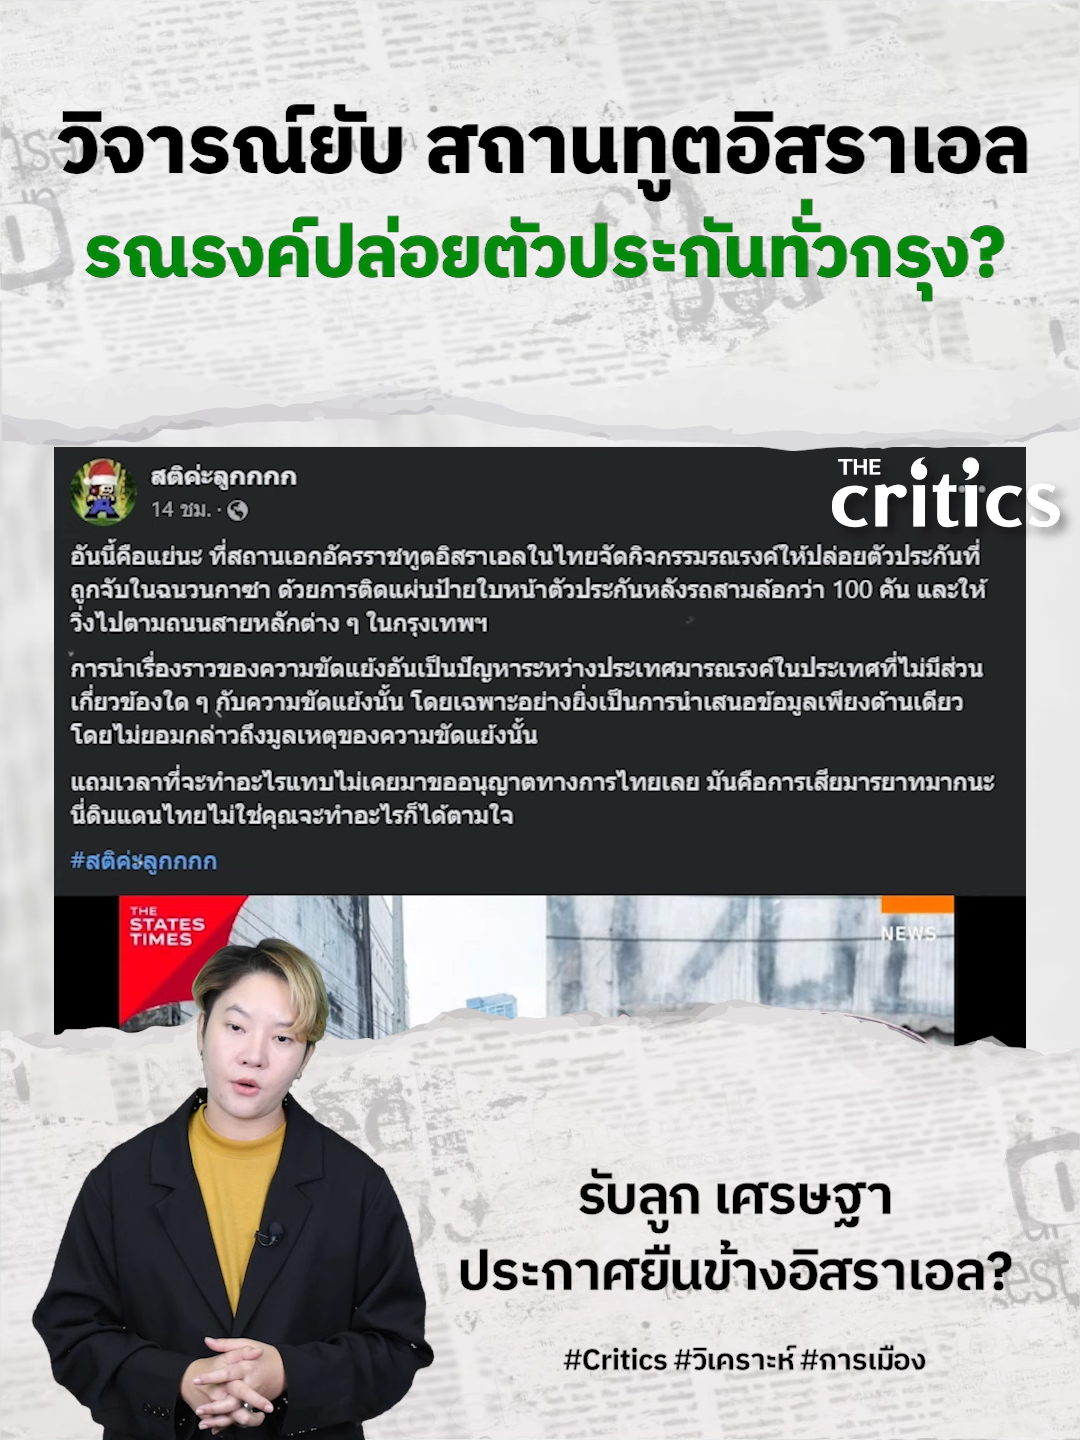 วิจารณ์ยับ สถานทูตอิสราเอล
รณรงค์ปล่อยตัวประกันทั่วกรุง?
THE
critics
สติค่ะลูกกกก
14 ชม. ·
อันนี้คือแย่นะ ที่สถานเอกอัครราชทูตอิสราเอลในไทยจัดกิจกรรมรณรงค์ให้ปล่อยตัวประกันที่
ถูกจับในฉนวนกาซา ด้วยการติดแผ่นป้ายใบหน้าตัวประกันหลังรถสามล้อกว่า 100 คัน และให้
วิ่งไปตามถนนสายหลักต่าง ๆ ในกรุงเทพฯ
การนำเรื่องราวของความขัดแย้งอันเป็นปัญหาระหว่างประเทศมารณรงค์ในประเทศที่ไม่มีส่วน
เกี่ยวข้องใด ๆ กับความขัดแย้งนั้น โดยเฉพาะอย่างยิ่งเป็นการนำเสนอข้อมูลเพียงด้านเดียว
โดยไม่ยอมกล่าวถึงมูลเหตุของความขัดแย้งนั้น
แถมเวลาที่จะทำอะไรแทบไม่เคยมาขออนุญาตทางการไทยเลย มันคือการเสียมารยาทมากนะ
นี่ดินแดนไทยไม่ใช่คุณจะทำอะไรก็ได้ตามใจ
#สติค่ะลูกกกก
THE
STATES
TIMES
NEWS
รับลูก เศรษฐา
ประกาศยืนข้างอิสราเอล?
#Critics #วิเคราะห์ #การเมือง